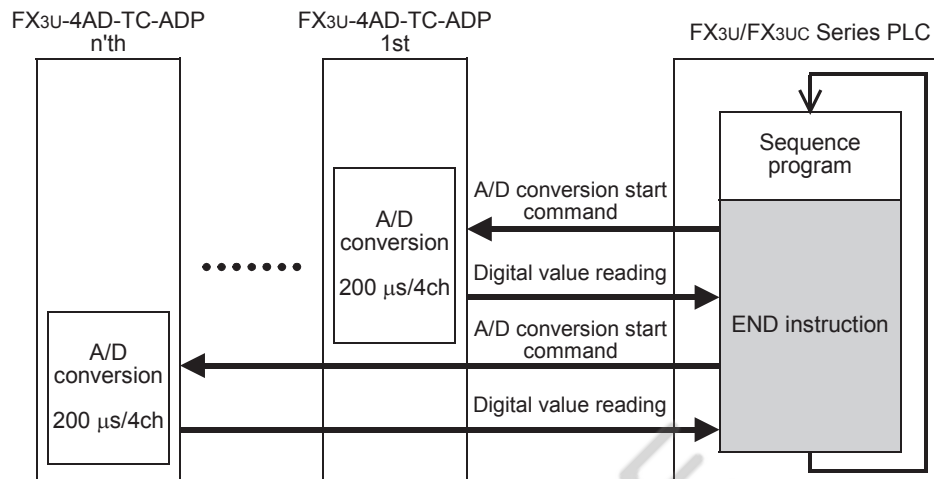 FX3U-4AD-TC-ADP
n'th
FX3U-4AD-TC-ADP
1st
FX3U/FX3UC Series PLC
Sequence
program
A/D conversion start
command
A/D
conversion
200 μs/4ch
Digital value reading
END instruction
A/D conversion start
command
A/D
conversion
200 μs/4ch
Digital value reading